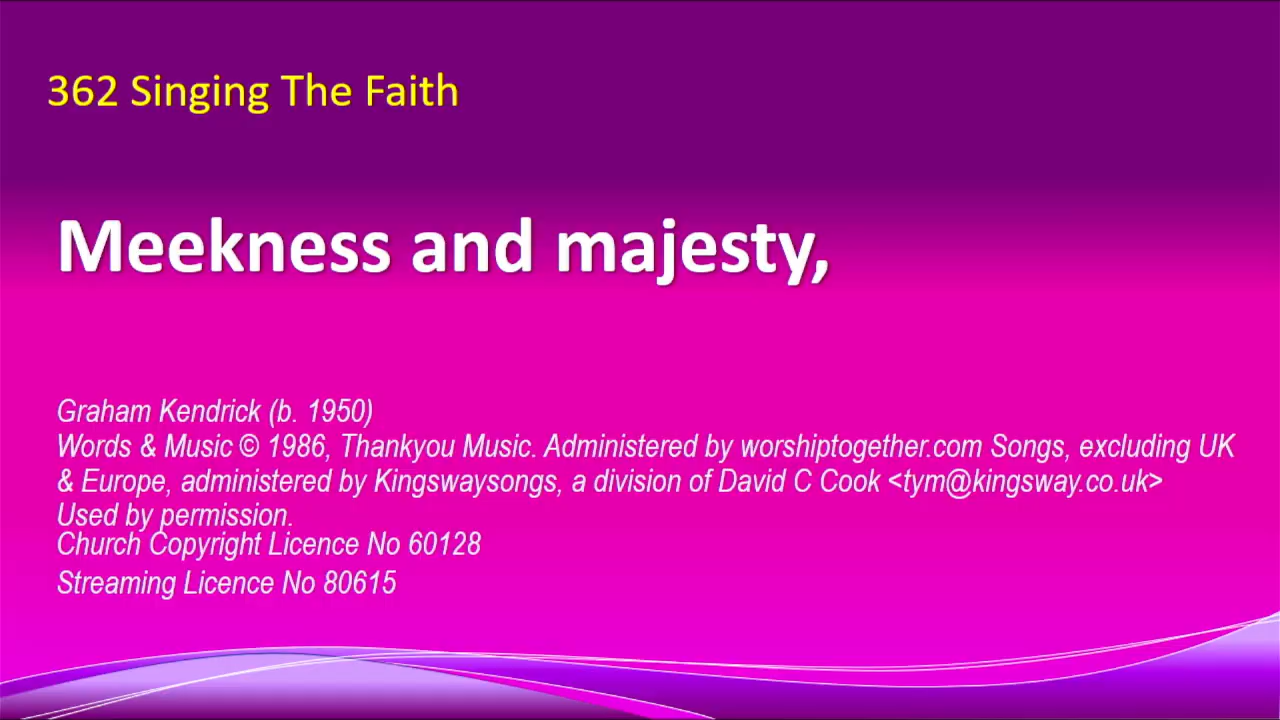 362 Singing The Faith
Meekness and majesty,
Graham Kendrick (b. 1950)
Words & Music © 1986, Thankyou Music. Administered by worshiptogether.com Songs, excluding UK
& Europe, administered by Kingswaysongs, a division of David C Cook <tym@kingsway.co.uk>
Used by permission.
Church Copyright Licence No 60128
Streaming Licence No 80615